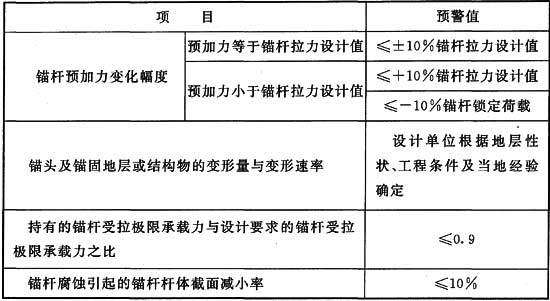 项 目
预警值
锚杆预加力变化幅度
预加力等于锚杆拉力设计值
≤±10%锚杆拉力设计值
预加力小于锚杆拉力设计值
≤+10%锚杆拉力设计值
≤-10%锚杆锁定荷载
锚头及锚固地层或结构物的变形量与变形速率
设计单位根据地层性
状、工程条件及当地经验
确定
持有的锚杆受拉极限承载力与设计要求的锚杆受拉
极限承载力之比
≤0.9
锚杆腐蚀引起的锚杆杆体截面减小率
≤10%